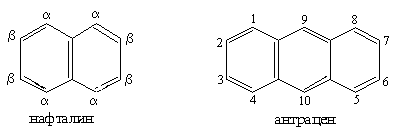 α α
β β
β β
α α
нафталин
1 9 8
2 7
3 6
4 10 5
антрацен